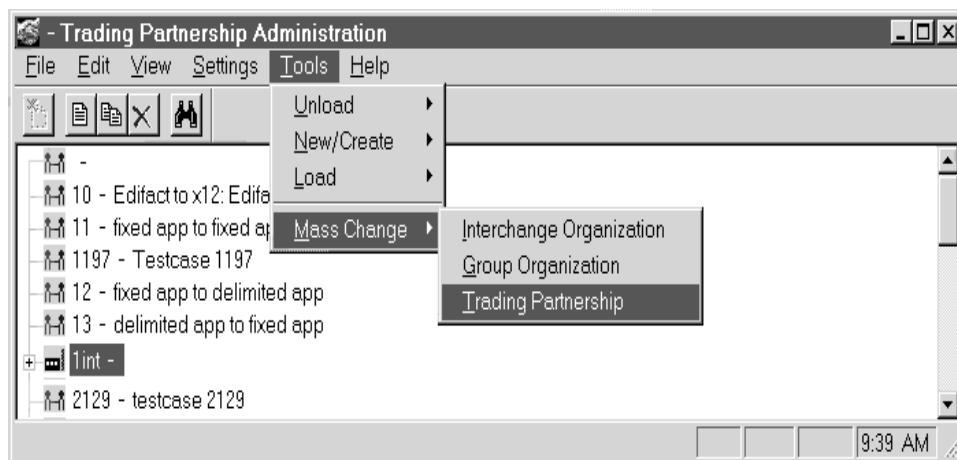 - Trading Partnership Administration
File Edit View Settings Tools Help
Unload
New/Create
Load
Mass Change
Interchange Organization
Group Organization
Trading Partnership
-
10 - Edifact to x12: Edifa
11 - fixed app to fixed ap
1197 - Testcase 1197
12 - fixed app to delimited app
13 - delimited app to fixed app
1int -
2129 - testcase 2129
9:39 AM